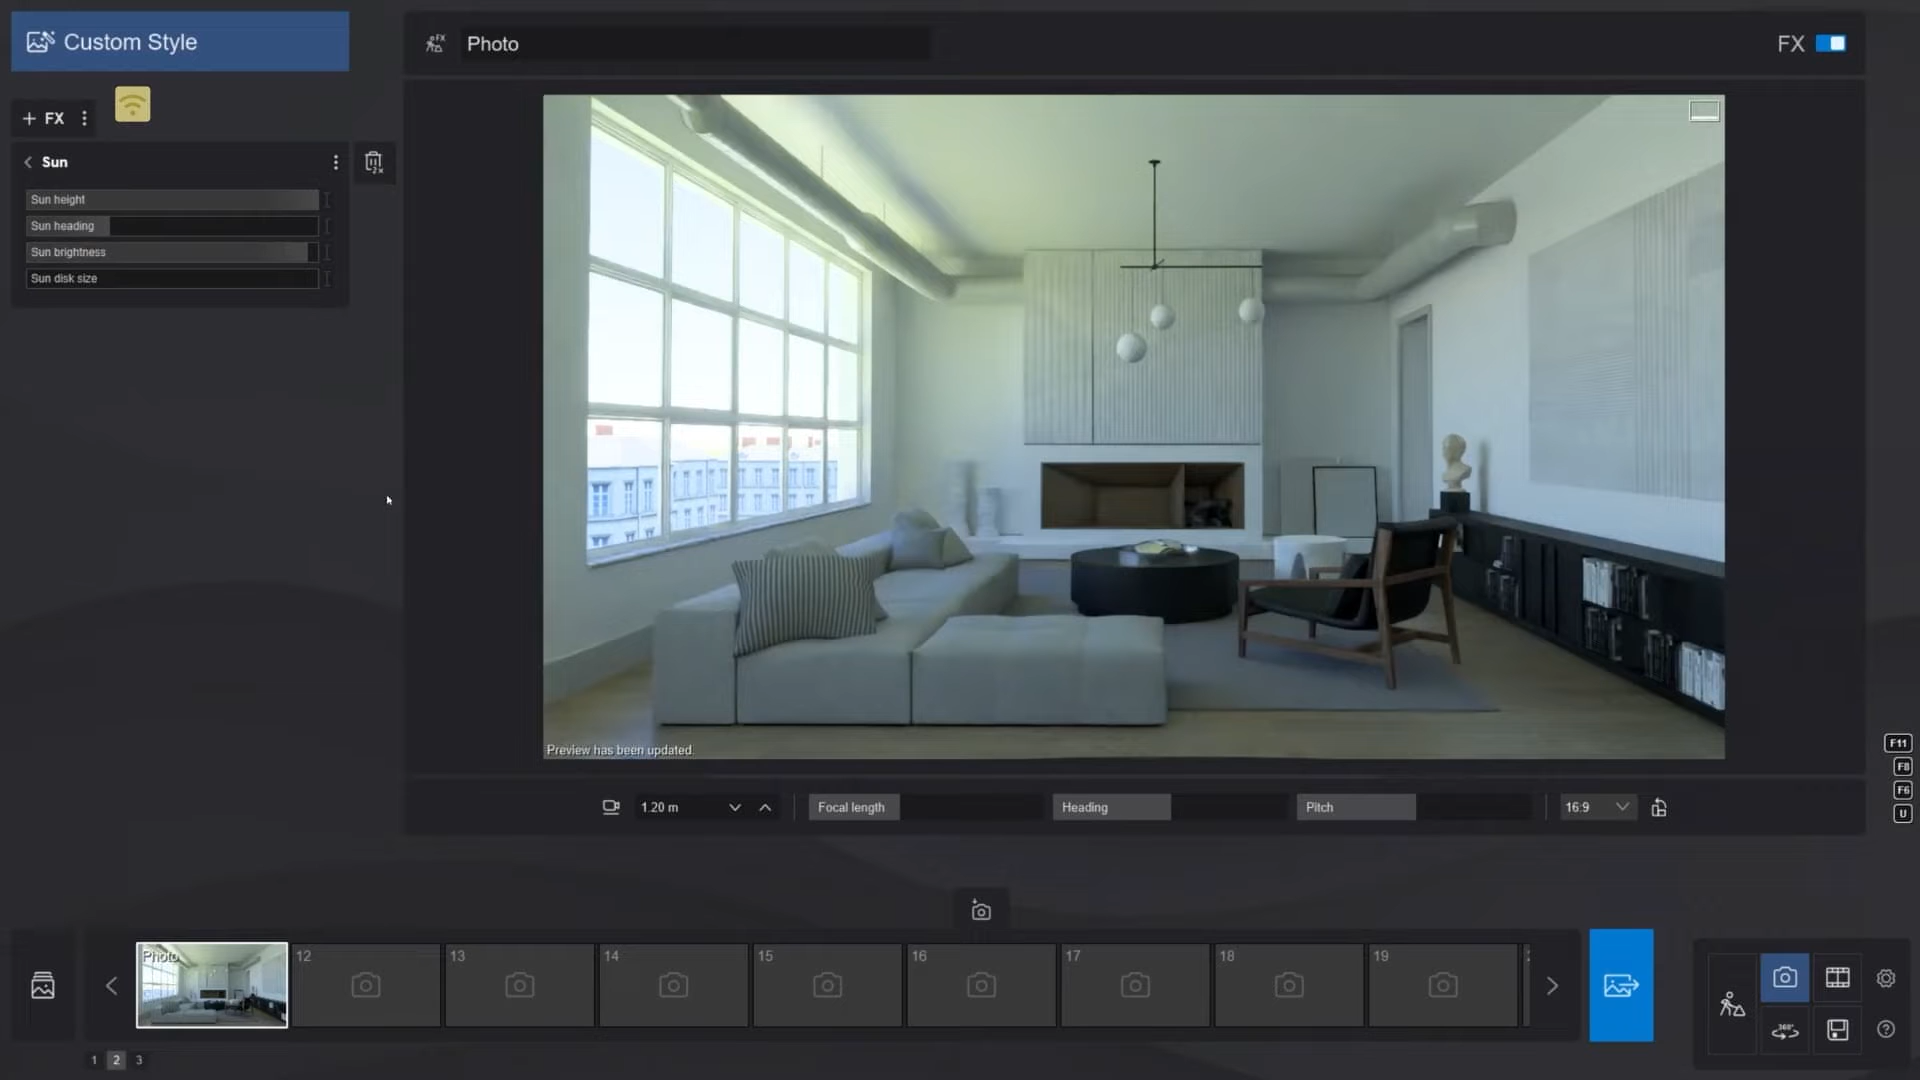 Custom Style
Photo
FX
+ FX
Sun
Sun height
Sun heading
Sun brightness
Sun disk size
2x
Preview has been updated.
1.20 m
Focal length
Heading
Pitch
16:9
F11
F8
F6
U
Photo
12
13
14
15
16
17
18
19
360°
1
2
3